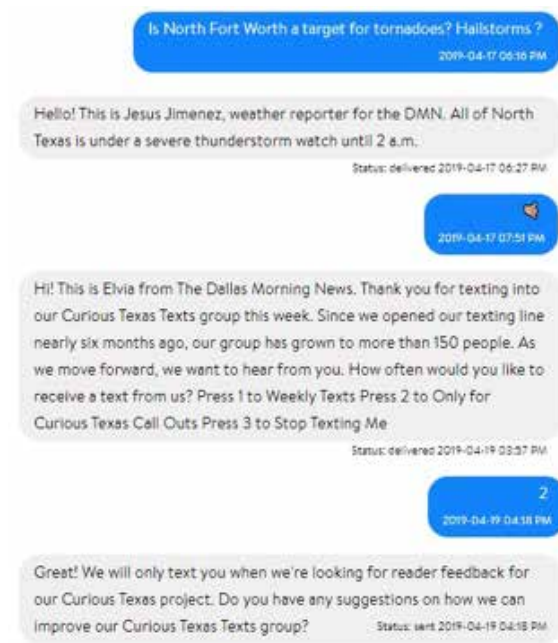 Is North Fort Worth a target for tornadoes? Hailstorms ?
2019-04-17 06:16 PM
Hello! This is Jesus Jimenez, weather reporter for the DMN. All of North
Texas is under a severe thunderstorm watch until 2 a.m.
Status: delivered 2019-04-17 06:27 PM
2019-04-17 07:51 PM
Hi! This is Elvia from The Dallas Morning News. Thank you for texting into
our Curious Texas Texts group this week. Since we opened our texting line
nearly six months ago, our group has grown to more than 150 people. As
we move forward, we want to hear from you. How often would you like to
receive a text from us? Press 1 to Weekly Texts Press 2 to Only for
Curious Texas Call Outs Press 3 to Stop Texting Me
Status: delivered 2019-04-19 03:57 PM
2
2019-04-19 04:18 PM
Great! We will only text you when we're looking for reader feedback for
our Curious Texas project. Do you have any suggestions on how we can
improve our Curious Texas Texts group? Status: sent 2019-04-19 04:18 PM